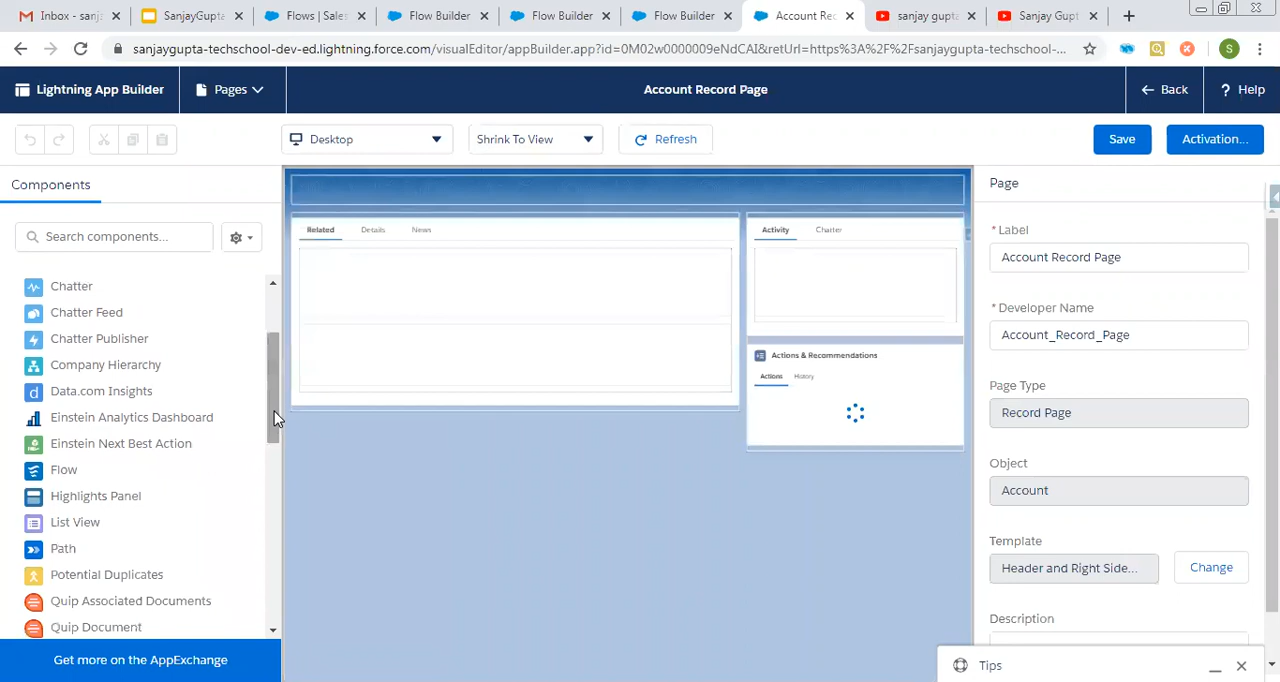 Inbox - sanjay.
SanjayGupta
Flows | Sales
Flow Builder
Flow Builder
Flow Builder
Account Rec
sanjay gupta
Sanjay Gupt
sanjaygupta-techschool-dev-ed.lightning.force.com/visualEditor/appBuilder.app?id=0M02w0000009eNdCAI&retUrl=https%3A%2F%2Fsanjaygupta-techschool-...
S
Lightning App Builder
Pages
Account Record Page
Back
? Help
Desktop
Shrink To View
Refresh
Save
Activation...
Components
Search components...
Chatter
Chatter Feed
Chatter Publisher
Company Hierarchy
Data.com Insights
Einstein Analytics Dashboard
Einstein Next Best Action
Flow
Highlights Panel
List View
Path
Potential Duplicates
Quip Associated Documents
Quip Document
Get more on the AppExchange
Related
Details
News
Activity
Chatter
Actions & Recommendations
Actions
History
Page
* Label
Account Record Page
* Developer Name
Account_Record_Page
Page Type
Record Page
Object
Account
Template
Header and Right Side...
Change
Description
Tips